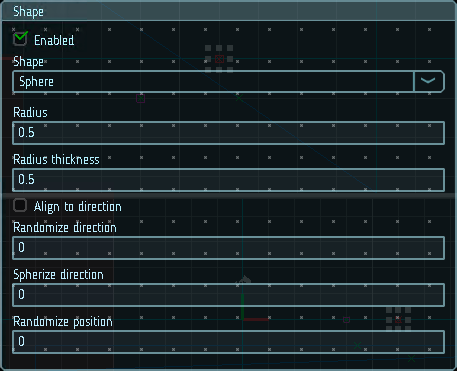 Shape
Enabled
Shape
Sphere
Radius
0.5
Radius thickness
0.5
Align to direction
Randomize direction
0
Spherize direction
0
Randomize position
0